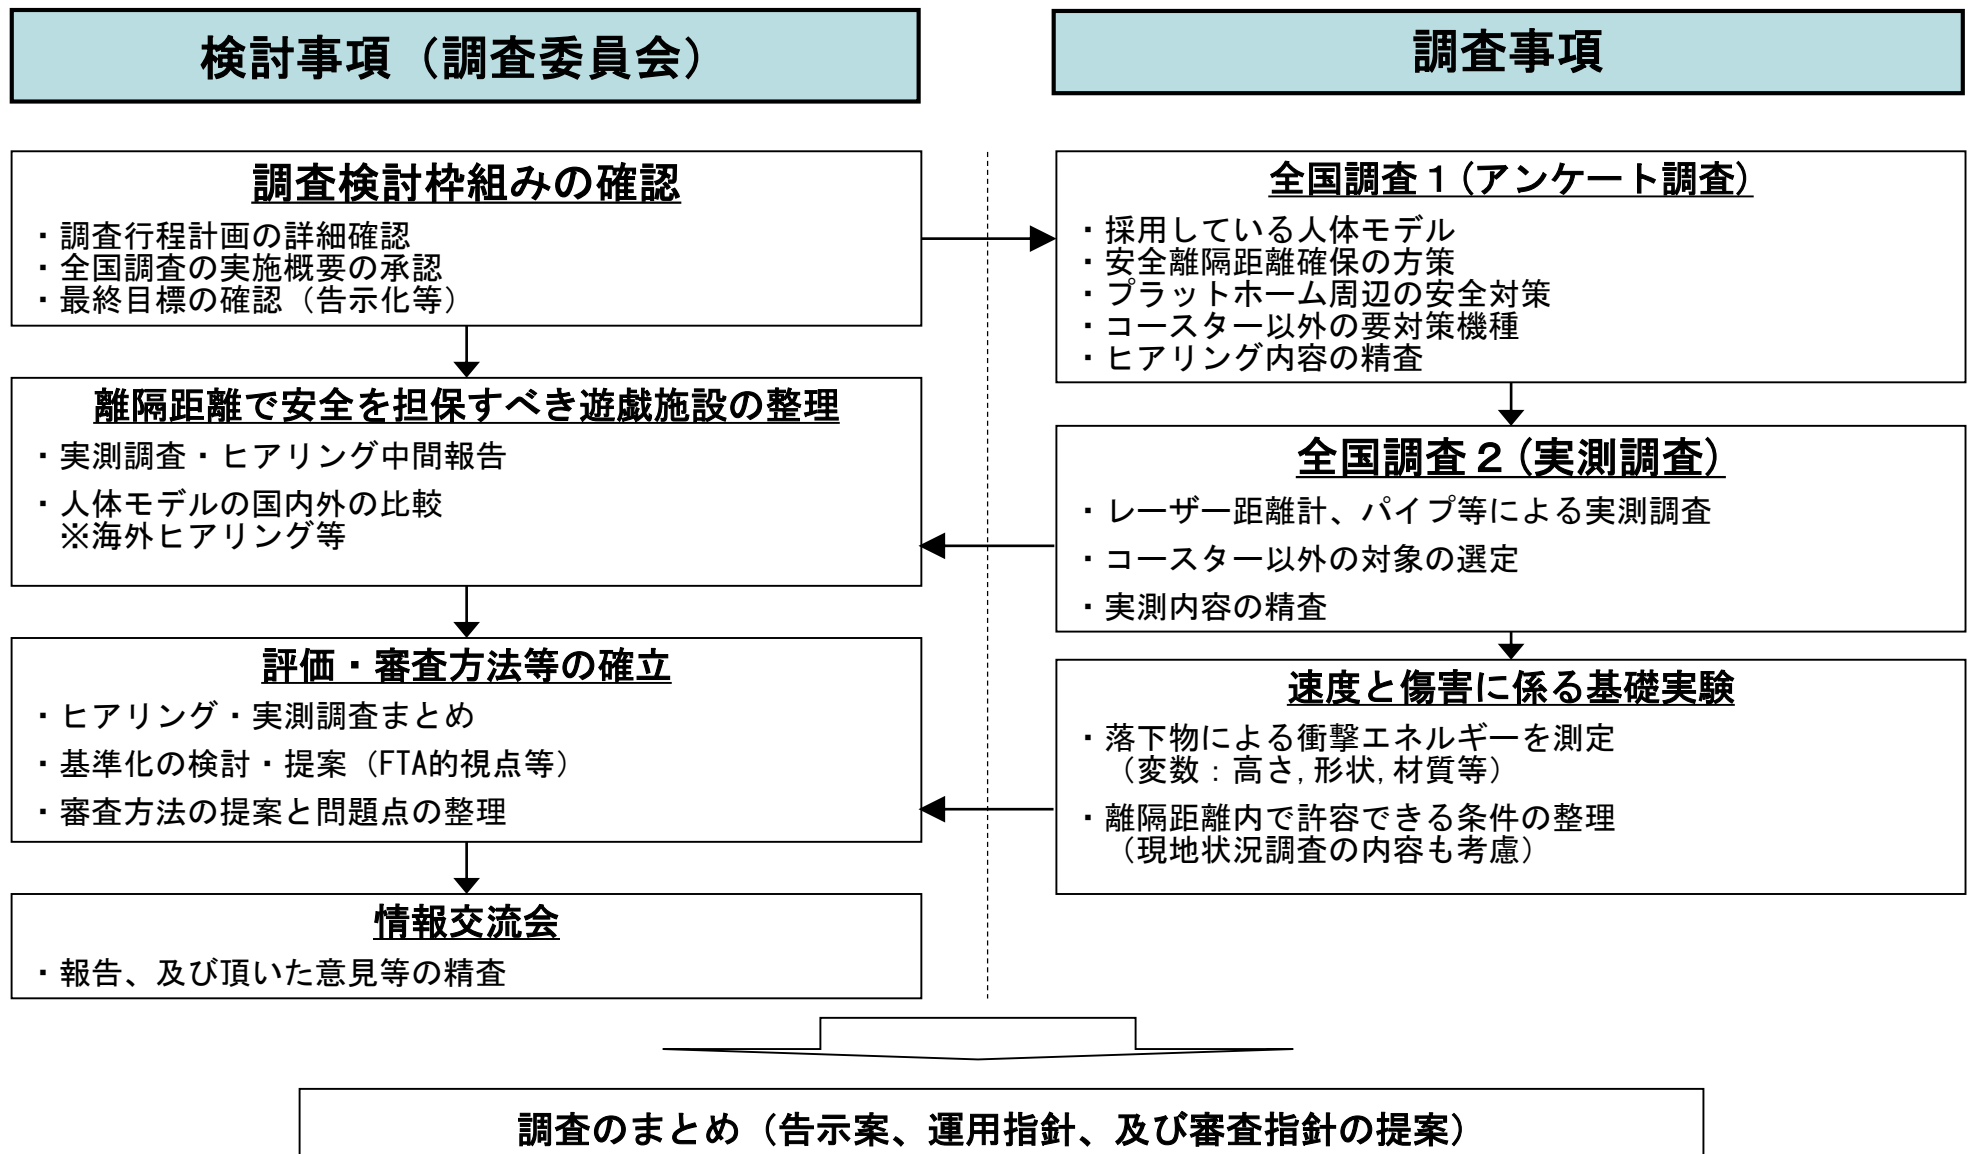 検討事項（調査委員会）
調査検討枠組みの確認
・調査行程計画の詳細確認
・全国調査の実施概要の承認
・最終目標の確認（告示化等）
離隔距離で安全を担保すべき遊戯施設の整理
・実測調査・ヒアリング中間報告
・人体モデルの国内外の比較
※海外ヒアリング等
評価・審査方法等の確立
・ヒアリング・実測調査まとめ
・基準化の検討・提案（FTA的視点等）
・審査方法の提案と問題点の整理
情報交流会
・報告、及び頂いた意見等の精査
調査事項
全国調査１(アンケート調査)
・採用している人体モデル
・安全離隔距離確保の方策
・プラットホーム周辺の安全対策
・コースター以外の要対策機種
・ヒアリング内容の精査
全国調査２(実測調査)
・レーザー距離計、パイプ等による実測調査
・コースター以外の対象の選定
・実測内容の精査
速度と傷害に係る基礎実験
・落下物による衝撃エネルギーを測定
（変数：高さ,形状,材質等）
・離隔距離内で許容できる条件の整理
（現地状況調査の内容も考慮）
調査のまとめ（告示案、運用指針、及び審査指針の提案）